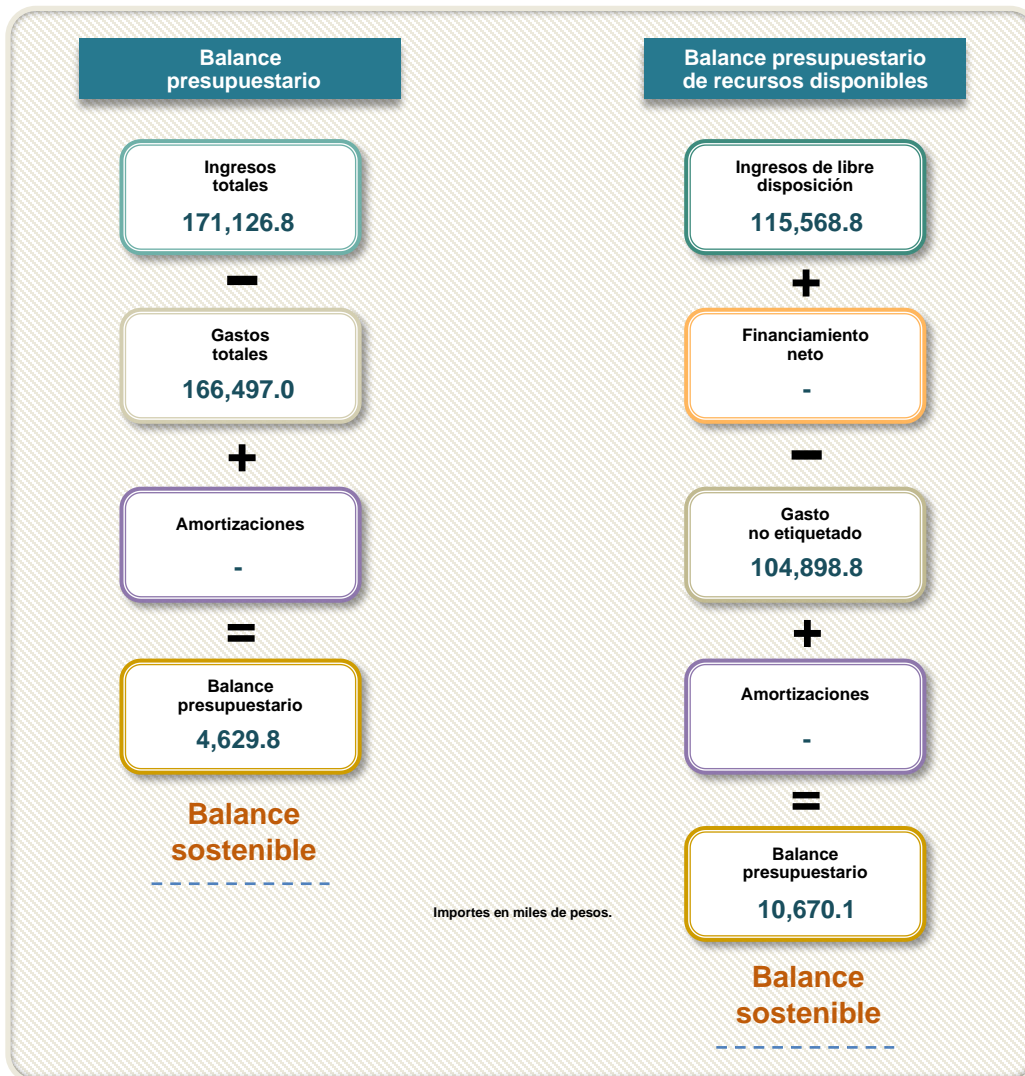 Balance
presupuestario
Ingresos
totales
171,126.8
−
Gastos
totales
166,497.0
+
Amortizaciones
-
=
Balance
presupuestario
4,629.8
Balance
sostenible
Balance presupuestario
de recursos disponibles
Ingresos de libre
disposición
115,568.8
+
Financiamiento
neto
-
−
Gasto
no etiquetado
104,898.8
+
Amortizaciones
-
=
Balance
presupuestario
10,670.1
Balance
sostenible
Importes en miles de pesos.